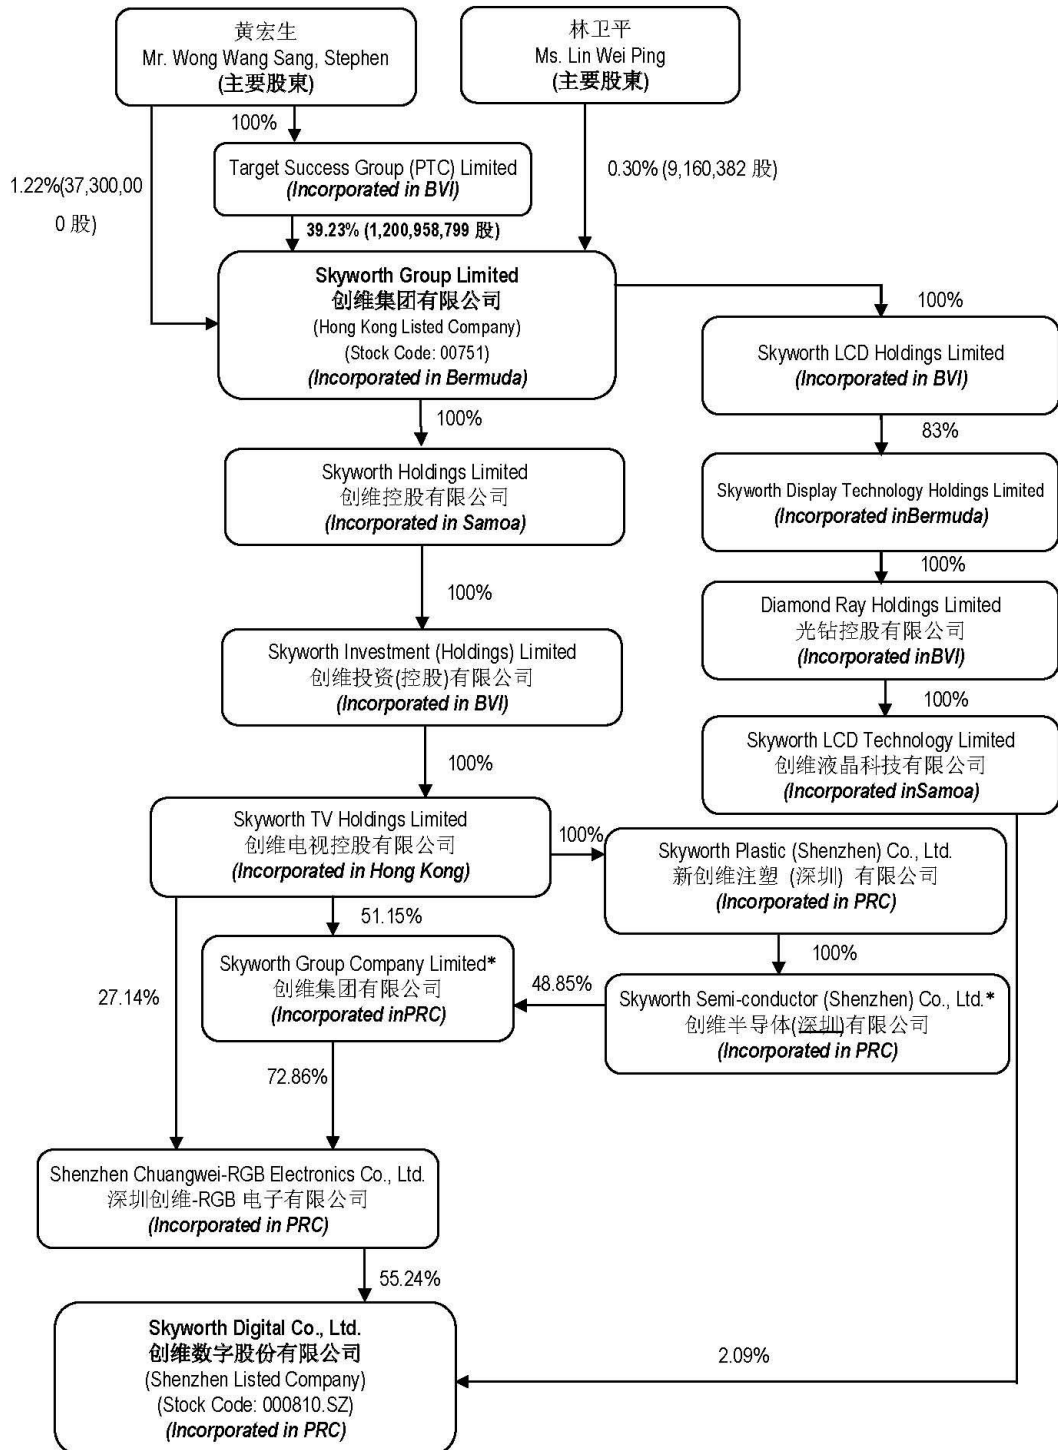 黄宏生
Mr. Wong Wang Sang, Stephen
(主要股東)
林卫平
Ms. Lin Wei Ping
(主要股東)
100%
1.22%(37,300,00
0 股)
Target Success Group (PTC) Limited
(Incorporated in BVI)
0.30% (9,160,382 股)
39.23% (1,200,958,799 股)
Skyworth Group Limited
创维集团有限公司
(Hong Kong Listed Company)
(Stock Code: 00751)
(Incorporated in Bermuda)
100%
Skyworth LCD Holdings Limited
(Incorporated in BVI)
100%
83%
Skyworth Holdings Limited
创维控股有限公司
(Incorporated in Samoa)
Skyworth Display Technology Holdings Limited
(Incorporated inBermuda)
100%
100%
Diamond Ray Holdings Limited
光钻控股有限公司
(Incorporated inBVI)
Skyworth Investment (Holdings) Limited
创维投资(控股)有限公司
(Incorporated in BVI)
100%
100%
Skyworth LCD Technology Limited
创维液晶科技有限公司
(Incorporated inSamoa)
Skyworth TV Holdings Limited
创维电视控股有限公司
(Incorporated in Hong Kong)
100%
Skyworth Plastic (Shenzhen) Co., Ltd.
新创维注塑 (深圳) 有限公司
(Incorporated in PRC)
51.15%
100%
27.14%
Skyworth Group Company Limited*
创维集团有限公司
(Incorporated inPRC)
48.85%
Skyworth Semi-conductor (Shenzhen) Co., Ltd.*
创维半导体(深圳)有限公司
(Incorporated in PRC)
72.86%
Shenzhen Chuangwei-RGB Electronics Co., Ltd.
深圳创维-RGB 电子有限公司
(Incorporated in PRC)
55.24%
Skyworth Digital Co., Ltd.
创维数字股份有限公司
(Shenzhen Listed Company)
(Stock Code: 000810.SZ)
(Incorporated in PRC)
2.09%